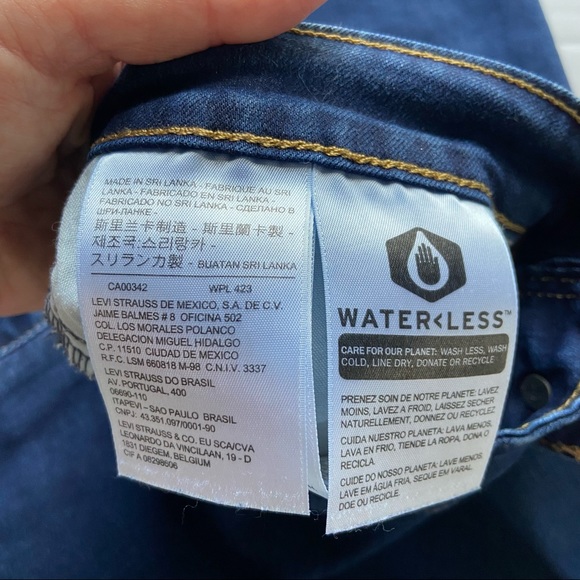 MADE IN SRI LANKA - FABRIQUE AU SRI
LANKA - FABRICADO EN SRI LANKA -
FABRICADO NO SRI LANKA - СДЕЛАНО В
ШРИ-ЛАНКЕ -
斯里兰卡制造 - 斯里蘭卡製 -
제조국:스리랑카 -
スリランカ製 - BUATAN SRI LANKA
CA00342 WPL 423
LEVI STRAUSS DE MEXICO, S.A. DE C.V.
JAIME BALMES # 8 OFICINA 502
COL. LOS MORALES POLANCO
DELEGACION MIGUEL HIDALGO
C.P. 11510 CIUDAD DE MEXICO
R.F.C. LSM 660818 M-98 C.N.I.V. 3337
LEVI STRAUSS DO BRASIL
AV. PORTUGAL, 400
06690-110
ITAPEVI - SAO PAULO BRASIL
CNPJ: 43.351.097/0001-90
LEVI STRAUSS & CO. EU SCA/CVA
LEONARDO DA VINCILAAN, 19 - D
1831 DIEGEM, BELGIUM
CIF A 08298606
WATER<LESS™
CARE FOR OUR PLANET: WASH LESS, WASH
COLD, LINE DRY, DONATE OR RECYCLE
PRENEZ SOIN DE NOTRE PLANETE: LAVEZ
MOINS, LAVEZ A FROID, LAISSEZ SECHER
NATURELLEMENT, DONNEZ OU RECYCLEZ
CUIDA NUESTRO PLANETA: LAVA MENOS,
LAVA EN FRIO, TIENDE LA ROPA, DONA O
RECICLA.
CUIDE DO NOSSO PLANETA: LAVE MENOS,
LAVE EM ÁGUA FRIA, SEQUE EM VARAL.
DOE OU RECICLE.